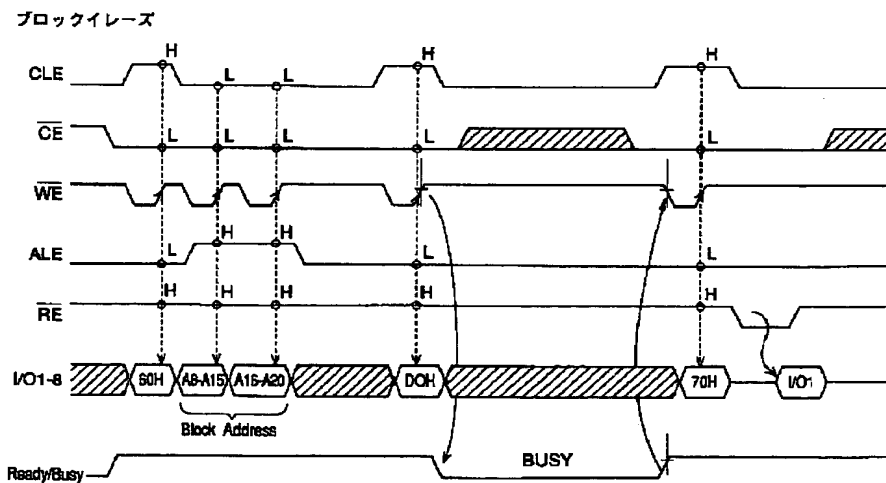 ブロックイレーズ
CLE H L L H H
CE L L L L L
WE
ALE L H H L L
RE H H H H H
I/O1-8 60H A8-A15 A16-A20 DOH 70H I/O1
Block Address
Ready/Busy BUSY